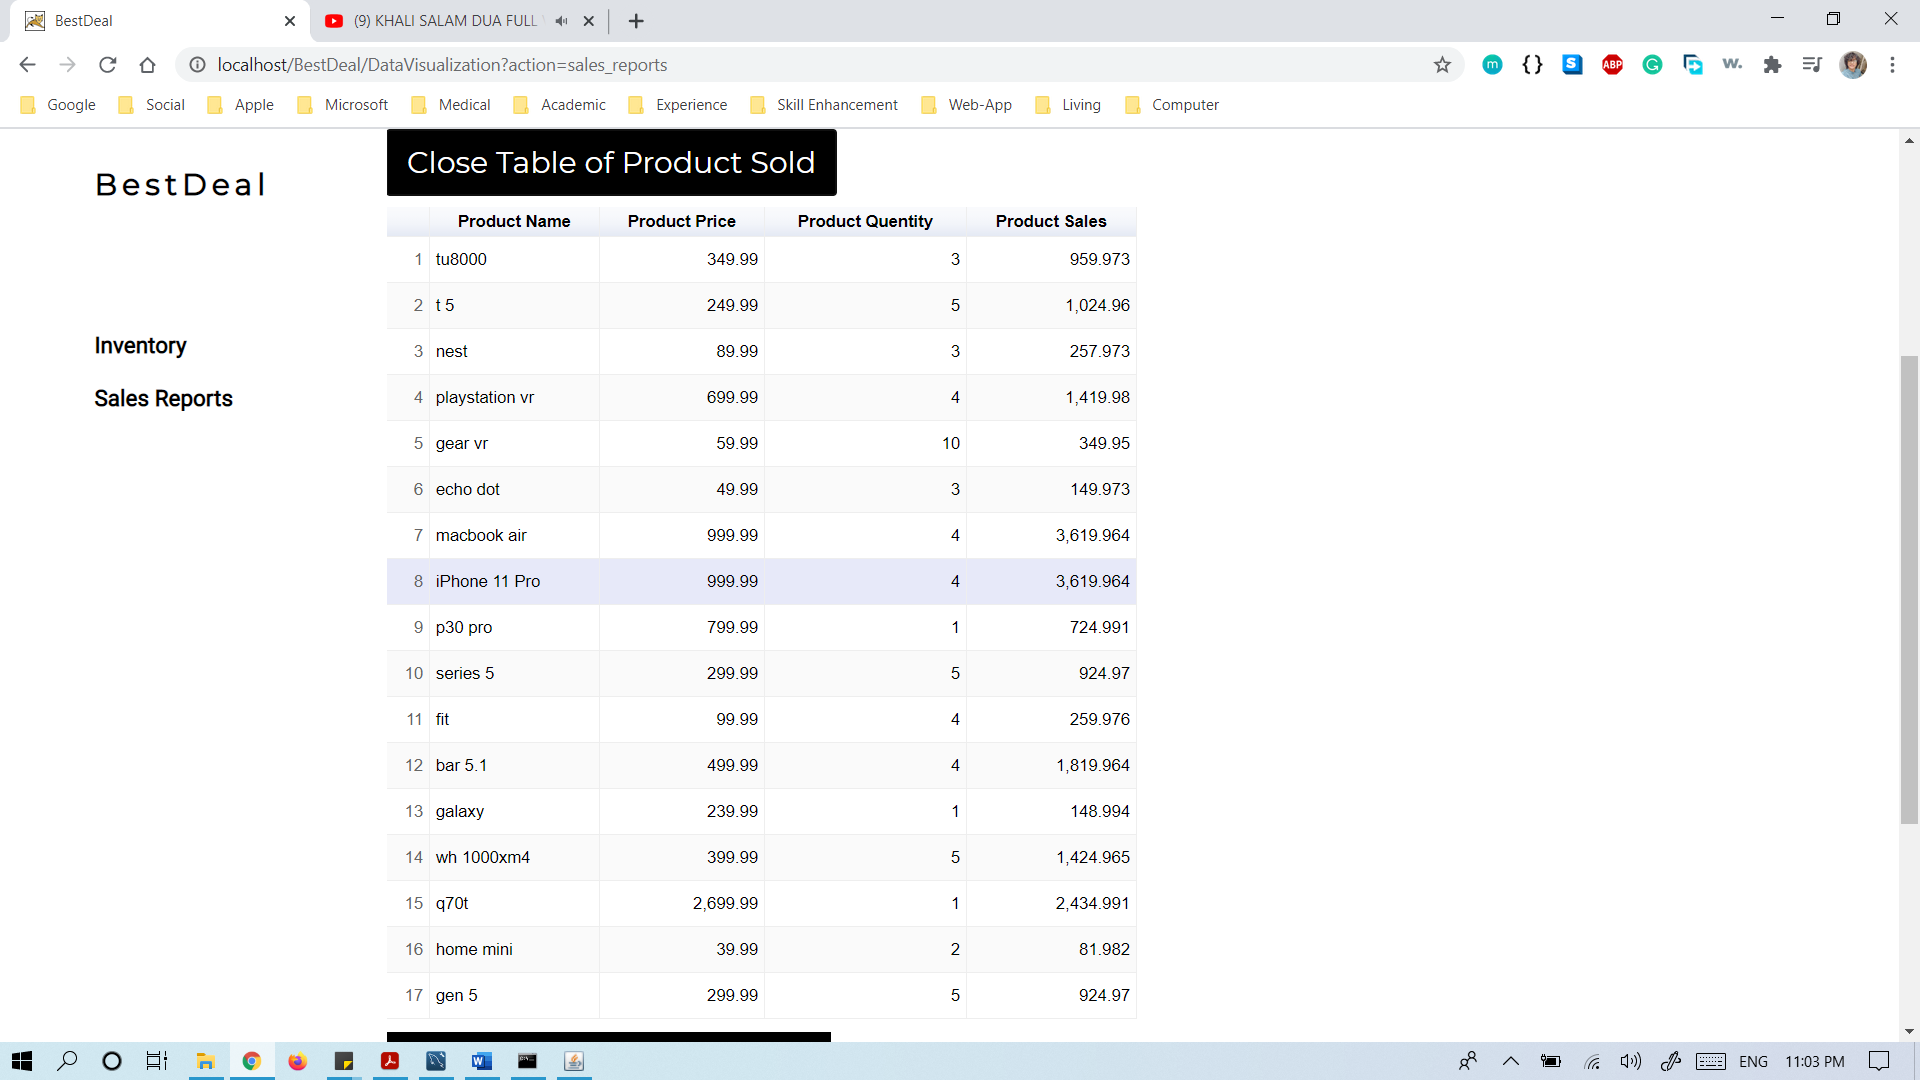 BestDeal
(9) KHALI SALAM DUA FULL
localhost/BestDeal/DataVisualization?action=sales_reports
m {} S ABP G w.
Google Social Apple Microsoft Medical Academic Experience Skill Enhancement Web-App Living Computer
BestDeal
Inventory
Sales Reports
Close Table of Product Sold
Product Name Product Price Product Quentity Product Sales
1 tu8000 349.99 3 959.973
2 t 5 249.99 5 1,024.96
3 nest 89.99 3 257.973
4 playstation vr 699.99 4 1,419.98
5 gear vr 59.99 10 349.95
6 echo dot 49.99 3 149.973
7 macbook air 999.99 4 3,619.964
8 iPhone 11 Pro 999.99 4 3,619.964
9 p30 pro 799.99 1 724.991
10 series 5 299.99 5 924.97
11 fit 99.99 4 259.976
12 bar 5.1 499.99 4 1,819.964
13 galaxy 239.99 1 148.994
14 wh 1000xm4 399.99 5 1,424.965
15 q70t 2,699.99 1 2,434.991
16 home mini 39.99 2 81.982
17 gen 5 299.99 5 924.97
ENG 11:03 PM